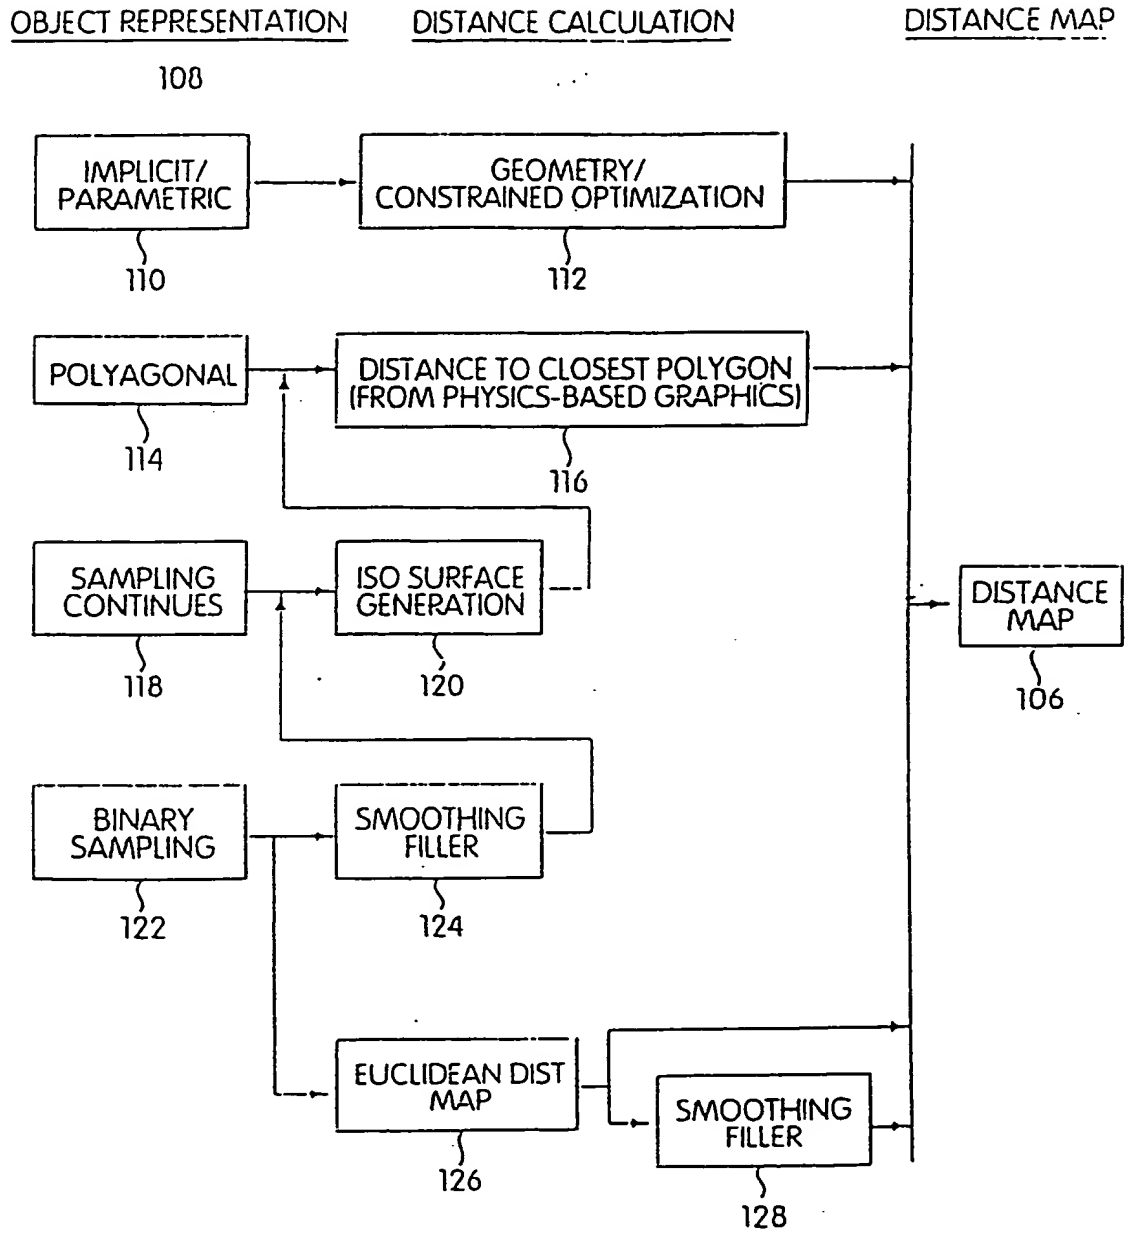 OBJECT REPRESENTATION
DISTANCE CALCULATION
DISTANCE MAP
108
IMPLICIT/
PARAMETRIC
110
GEOMETRY/
CONSTRAINED OPTIMIZATION
112
POLYAGONAL
114
DISTANCE TO CLOSEST POLYGON
(FROM PHYSICS-BASED GRAPHICS)
116
SAMPLING
CONTINUES
118
ISO SURFACE
GENERATION
120
DISTANCE
MAP
106
BINARY
SAMPLING
122
SMOOTHING
FILLER
124
EUCLIDEAN DIST
MAP
126
SMOOTHING
FILLER
128